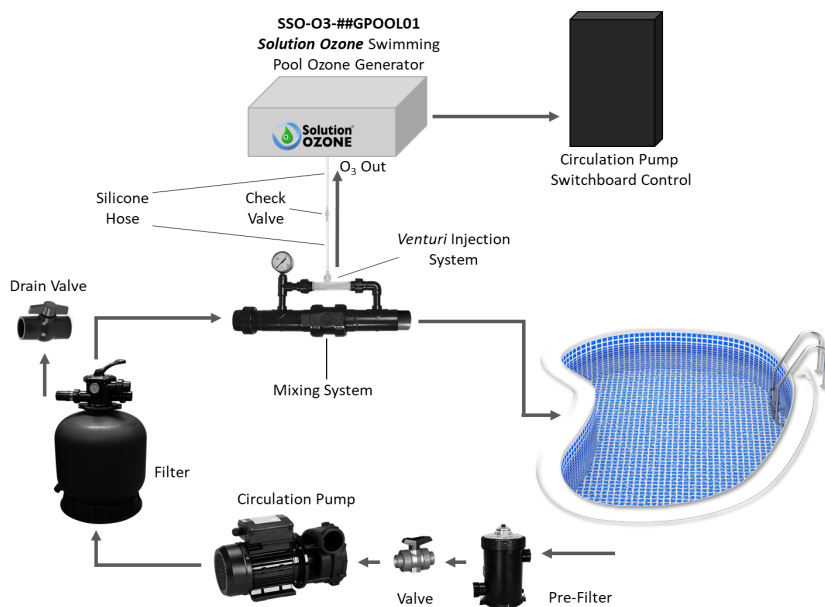 SSO-O3-##GPOOL01
Solution Ozone Swimming
Pool Ozone Generator
Solution®
OZONE
O₃ Out
Circulation Pump
Switchboard Control
Silicone
Hose
Check
Valve
Venturi Injection
System
Drain Valve
Mixing System
Filter
Circulation Pump
Valve
Pre-Filter